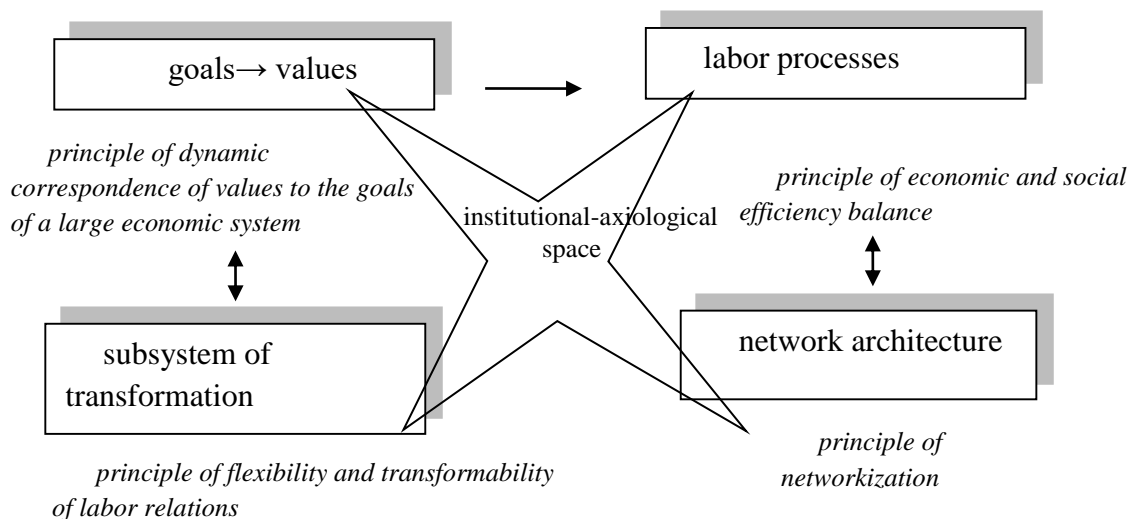 goals→ values
labor processes
principle of dynamic
correspondence of values to the goals
of a large economic system
institutional-axiological
space
principle of economic and social
efficiency balance
subsystem of
transformation
network architecture
principle of flexibility and transformability
of labor relations
principle of
networkization